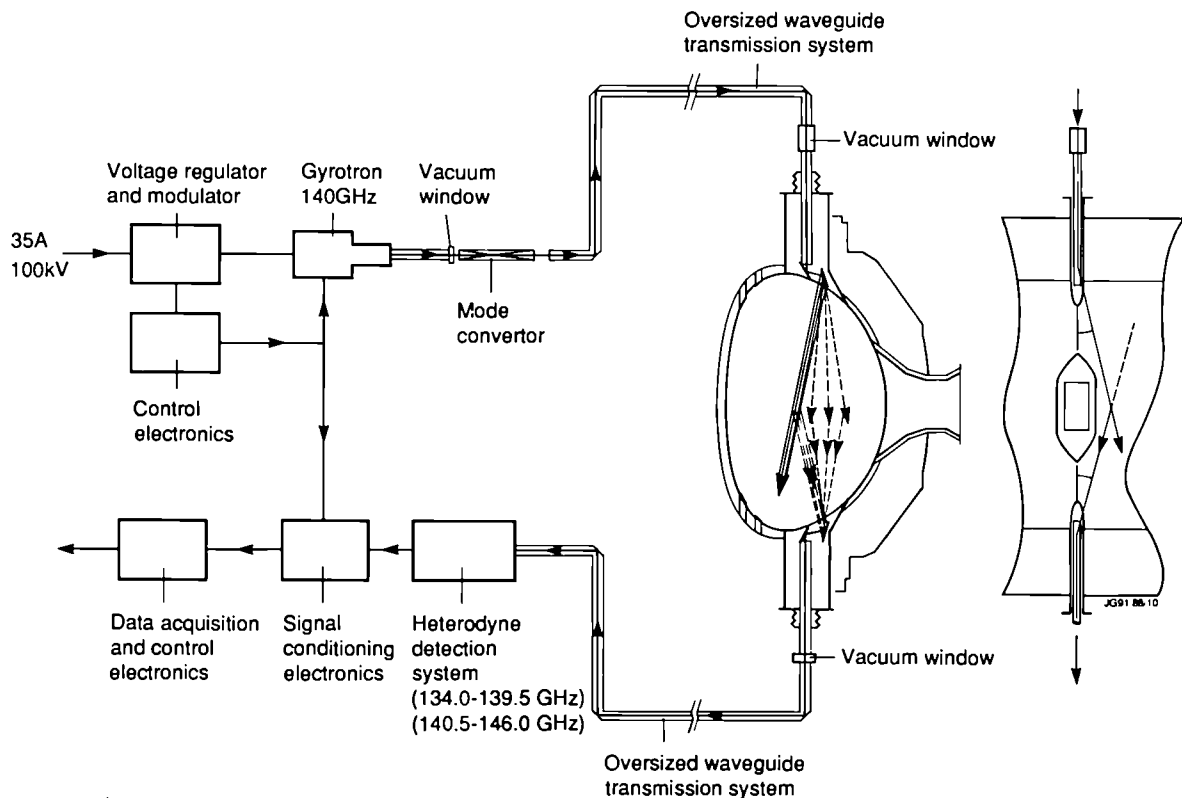 Oversized waveguide
transmission system
Vacuum window
Voltage regulator
and modulator
Gyrotron
140GHz
Vacuum
window
35A
100kV
Mode
convertor
Control
electronics
JG91.88/10
Data acquisition
and control
electronics
Signal
conditioning
electronics
Heterodyne
detection
system
(134.0-139.5 GHz)
(140.5-146.0 GHz)
Vacuum window
Oversized waveguide
transmission system